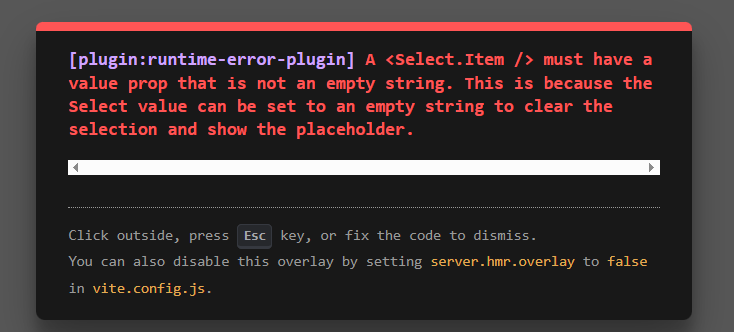 [plugin:runtime-error-plugin] A <Select.Item /> must have a
value prop that is not an empty string. This is because the
Select value can be set to an empty string to clear the
selection and show the placeholder.
Click outside, press Esc key, or fix the code to dismiss.
You can also disable this overlay by setting server.hmr.overlay to false
in vite.config.js.